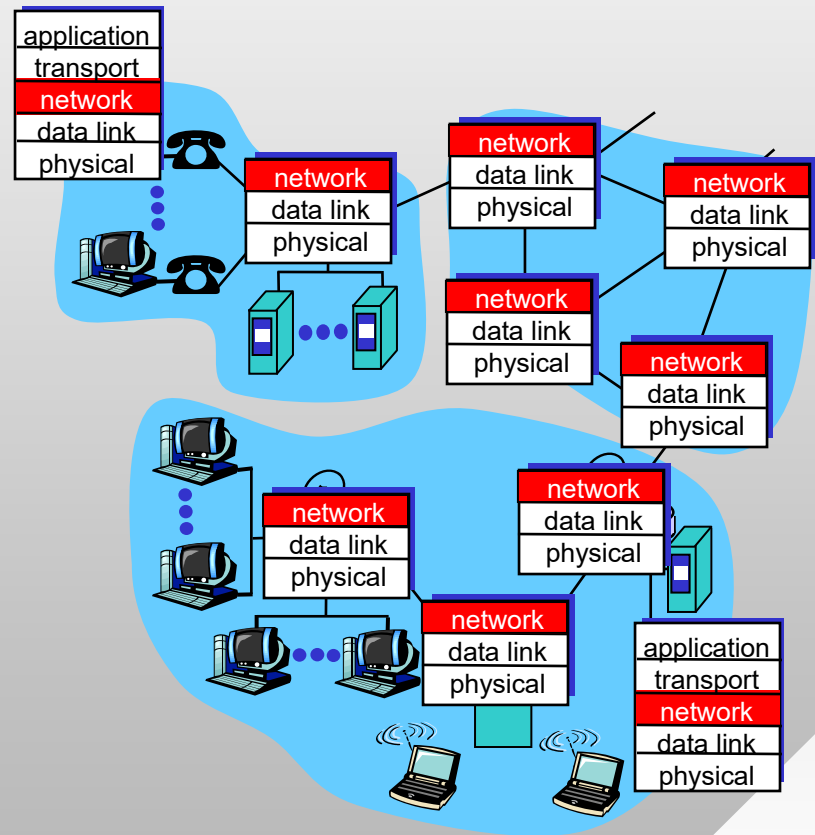 application
transport
network
data link
physical
network
data link
physical
network
data link
physical
network
data link
physical
network
data link
physical
network
data link
physical
network
data link
physical
network
data link
physical
network
data link
physical
application
transport
network
data link
physical